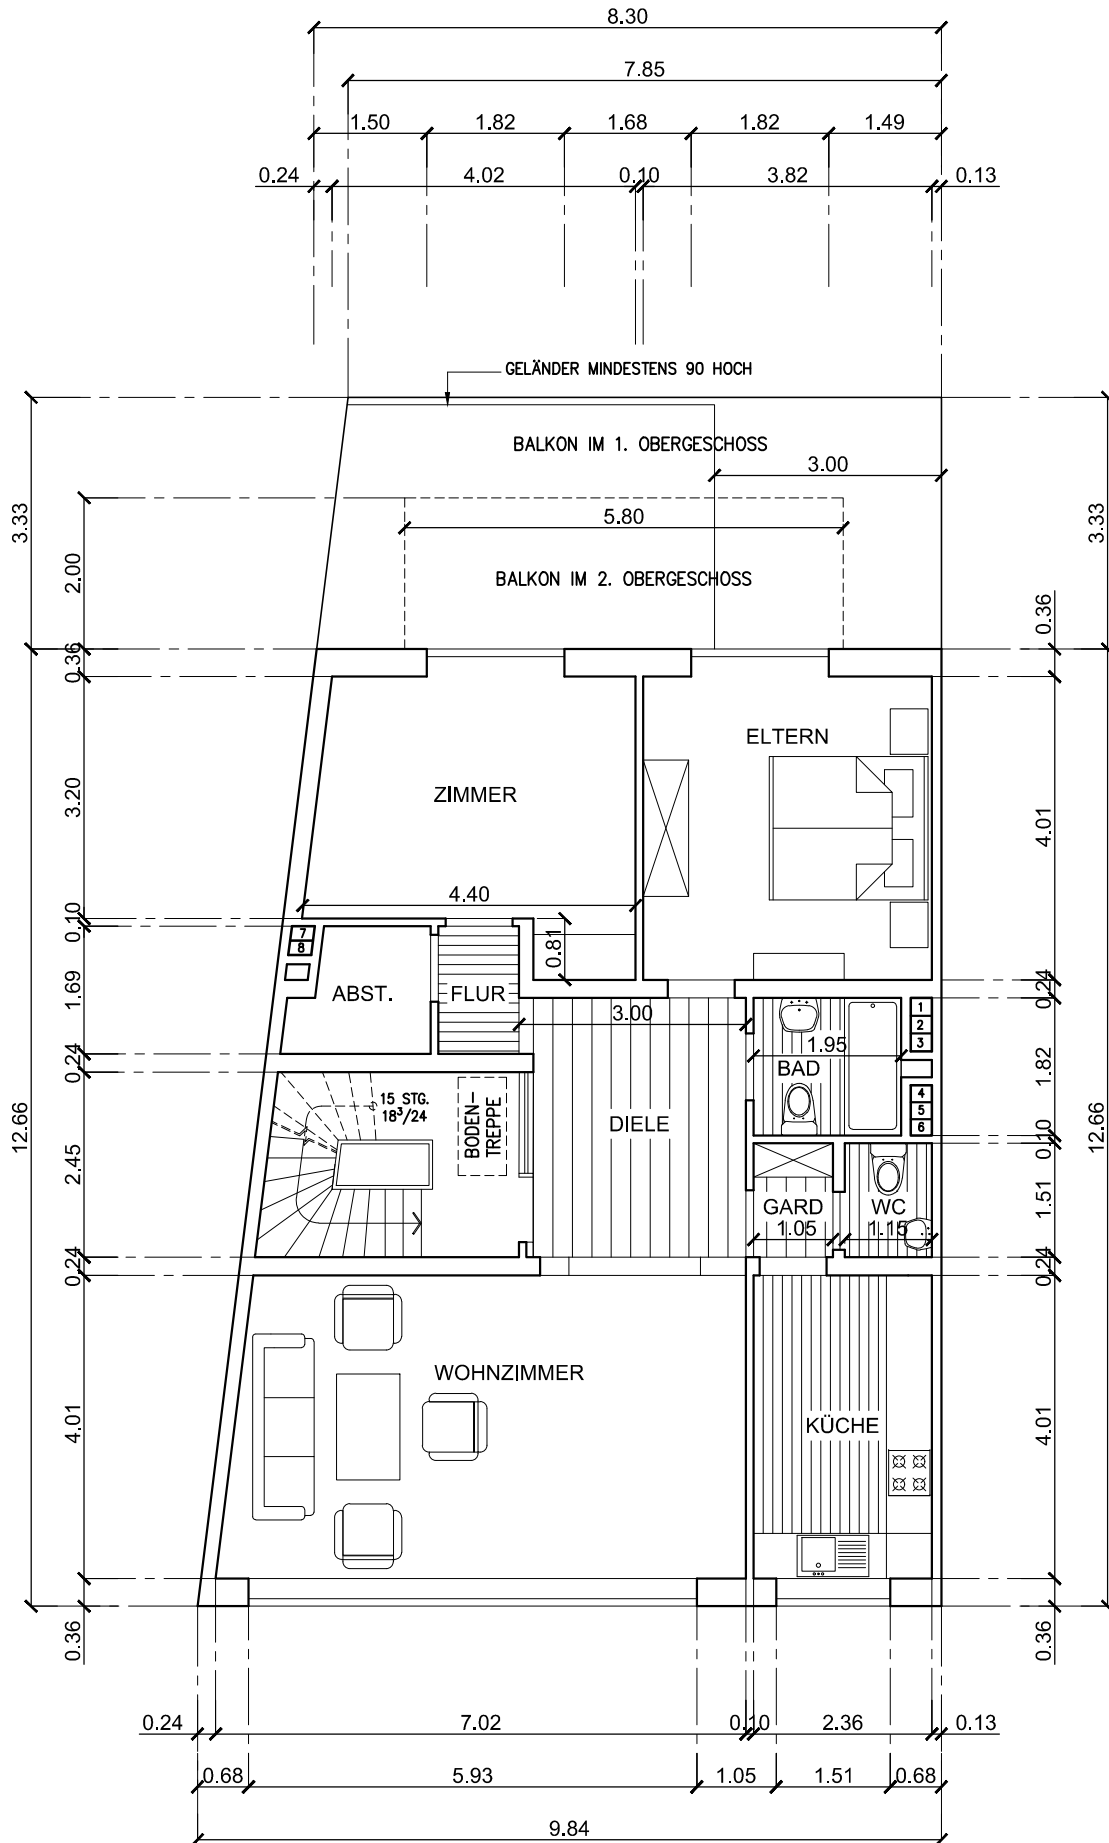 8.30
7.85
1.50 1.82 1.68 1.82 1.49
0.24 4.02 0.10 3.82 0.13
GELÄNDER MINDESTENS 90 HOCH
BALKON IM 1. OBERGESCHOSS
3.00
5.80
BALKON IM 2. OBERGESCHOSS
3.33
2.00
0.36
3.20
0.10
1.69
0.24
12.66
2.45
0.24
4.01
0.36
3.33
0.36
4.01
0.24
1.82
0.10
12.66
1.51
0.24
4.01
0.36
ELTERN
ZIMMER
4.40
0.81
7
8
ABST.
FLUR
3.00
1
2
3
1.95
BAD
4
5
6
15 STG.
18³/24
BODEN-
TREPPE
DIELE
GARD
1.05
WC
1.15
WOHNZIMMER
KÜCHE
0.24 7.02 0.10 2.36 0.13
0.68 5.93 1.05 1.51 0.68
9.84